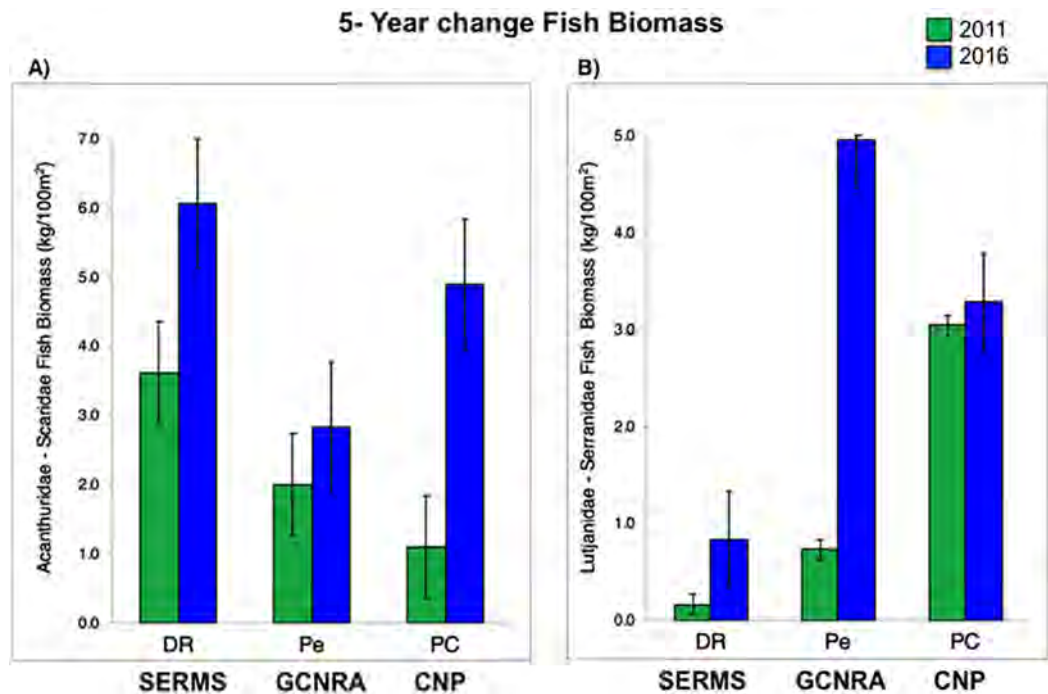 5- Year change Fish Biomass
2011
2016
A)
Acanthuridae - Scaridae Fish Biomass (kg/100m²)
7.0
6.0
5.0
4.0
3.0
2.0
1.0
0.0
DR
Pe
PC
SERMS
GCNRA
CNP
B)
Lutjanidae - Serranidae Fish Biomass (kg/100m²)
5.0
4.0
3.0
2.0
1.0
0.0
DR
Pe
PC
SERMS
GCNRA
CNP